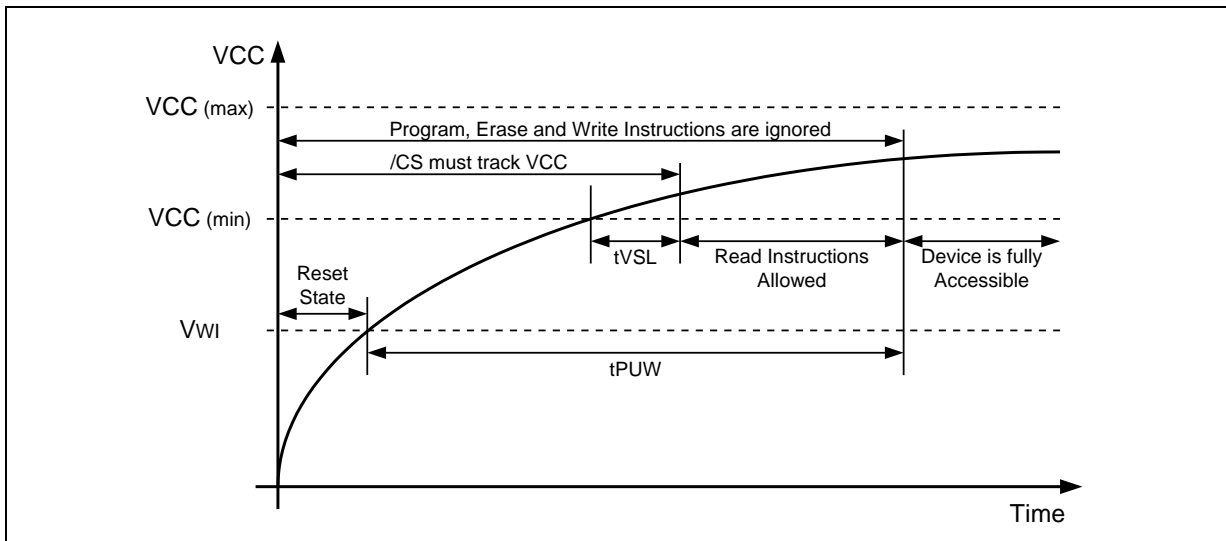 VCC
VCC (max)
Program, Erase and Write Instructions are ignored
/CS must track VCC
VCC (min)
tVSL
Read Instructions
Allowed
Device is fully
Accessible
Reset
State
VWI
tPUW
Time